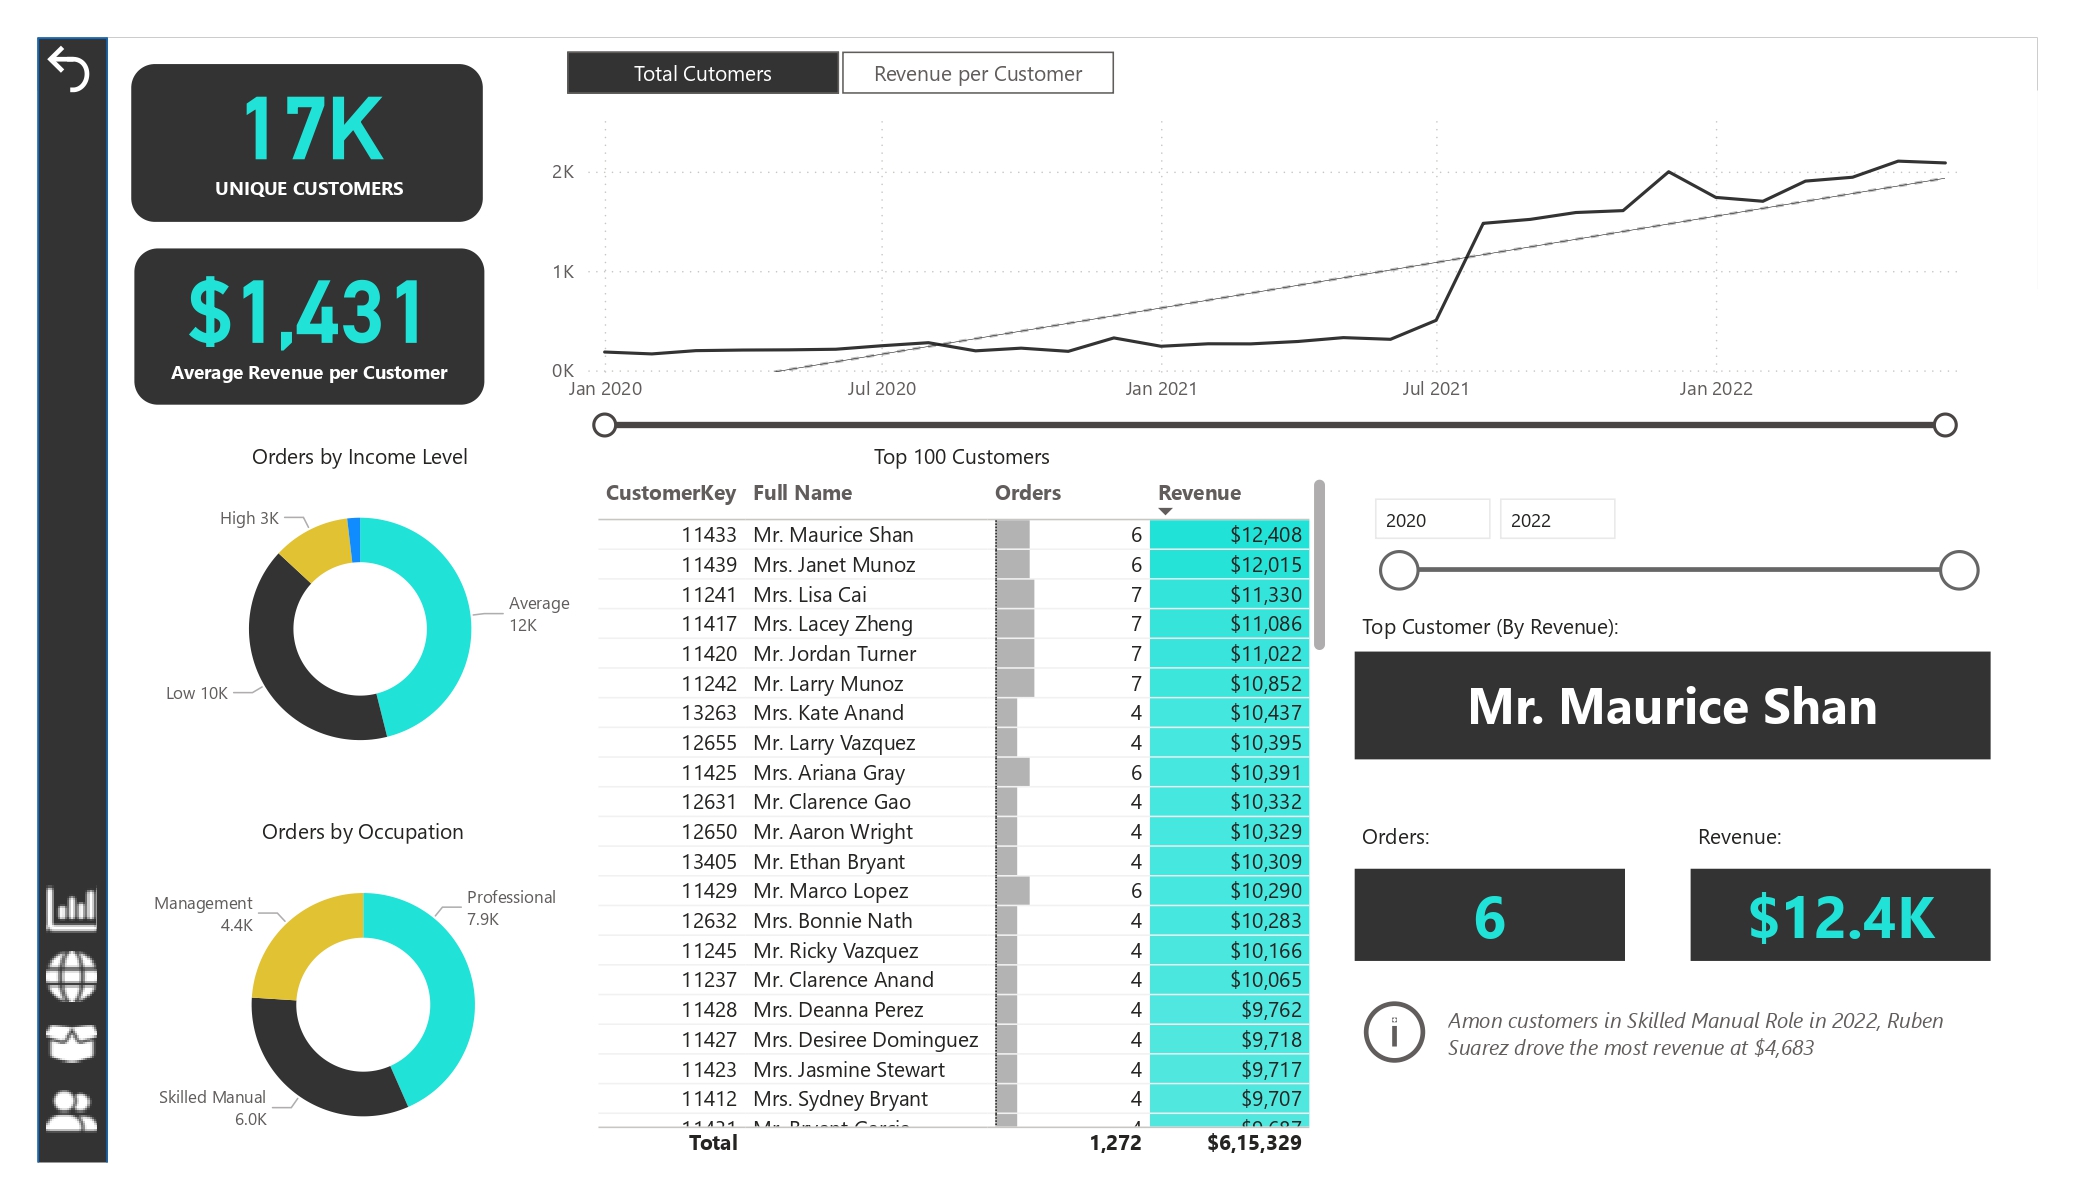 17K
UNIQUE CUSTOMERS
$1,431
Average Revenue per Customer
Total Cutomers
Revenue per Customer
2K
1K
0K
Jan 2020
Jul 2020
Jan 2021
Jul 2021
Jan 2022
Orders by Income Level
High 3K
Average
12K
Low 10K
Orders by Occupation
Management
4.4K
Professional
7.9K
Skilled Manual
6.0K
Top 100 Customers
CustomerKey Full Name Orders Revenue
11433 Mr. Maurice Shan 6 $12,408
11439 Mrs. Janet Munoz 6 $12,015
11241 Mrs. Lisa Cai 7 $11,330
11417 Mrs. Lacey Zheng 7 $11,086
11420 Mr. Jordan Turner 7 $11,022
11242 Mr. Larry Munoz 7 $10,852
13263 Mrs. Kate Anand 4 $10,437
12655 Mr. Larry Vazquez 4 $10,395
11425 Mrs. Ariana Gray 6 $10,391
12631 Mr. Clarence Gao 4 $10,332
12650 Mr. Aaron Wright 4 $10,329
13405 Mr. Ethan Bryant 4 $10,309
11429 Mr. Marco Lopez 6 $10,290
12632 Mrs. Bonnie Nath 4 $10,283
11245 Mr. Ricky Vazquez 4 $10,166
11237 Mr. Clarence Anand 4 $10,065
11428 Mrs. Deanna Perez 4 $9,762
11427 Mrs. Desiree Dominguez 4 $9,718
11423 Mrs. Jasmine Stewart 4 $9,717
11412 Mrs. Sydney Bryant 4 $9,707
Total 1,272 $6,15,329
2020
2022
Top Customer (By Revenue):
Mr. Maurice Shan
Orders:
6
Revenue:
$12.4K
Amon customers in Skilled Manual Role in 2022, Ruben
Suarez drove the most revenue at $4,683